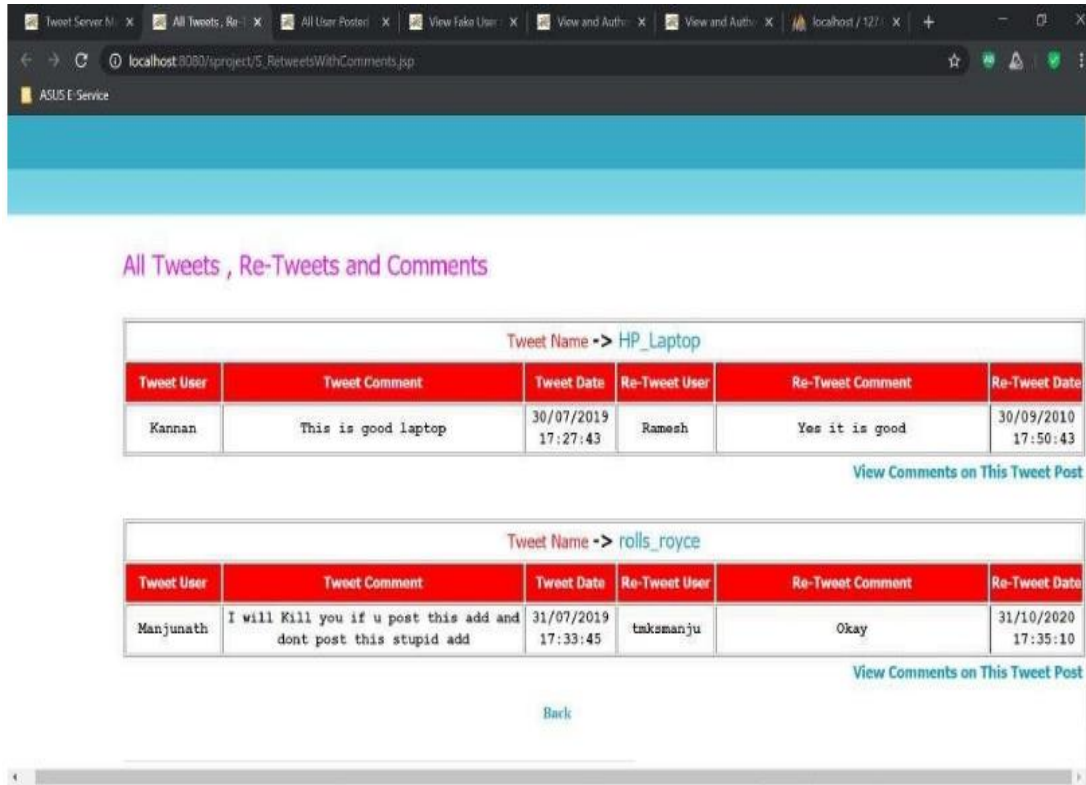 Tweet Server M All Tweets, Re-T All User Posted View Fake User View and Auth View and Auth localhost / 127.
localhost:8080/sproject/S_RetweetsWithComments.jsp
ASUS E-Service
All Tweets , Re-Tweets and Comments
Tweet Name -> HP_Laptop
Tweet User Tweet Comment Tweet Date Re-Tweet User Re-Tweet Comment Re-Tweet Date
Kannan This is good laptop 30/07/2019 17:27:43 Ramesh Yes it is good 30/09/2010 17:50:43
View Comments on This Tweet Post
Tweet Name -> rolls_royce
Tweet User Tweet Comment Tweet Date Re-Tweet User Re-Tweet Comment Re-Tweet Date
Manjunath I will Kill you if u post this add and dont post this stupid add 31/07/2019 17:33:45 tmksmanju Okay 31/10/2020 17:35:10
View Comments on This Tweet Post
Back